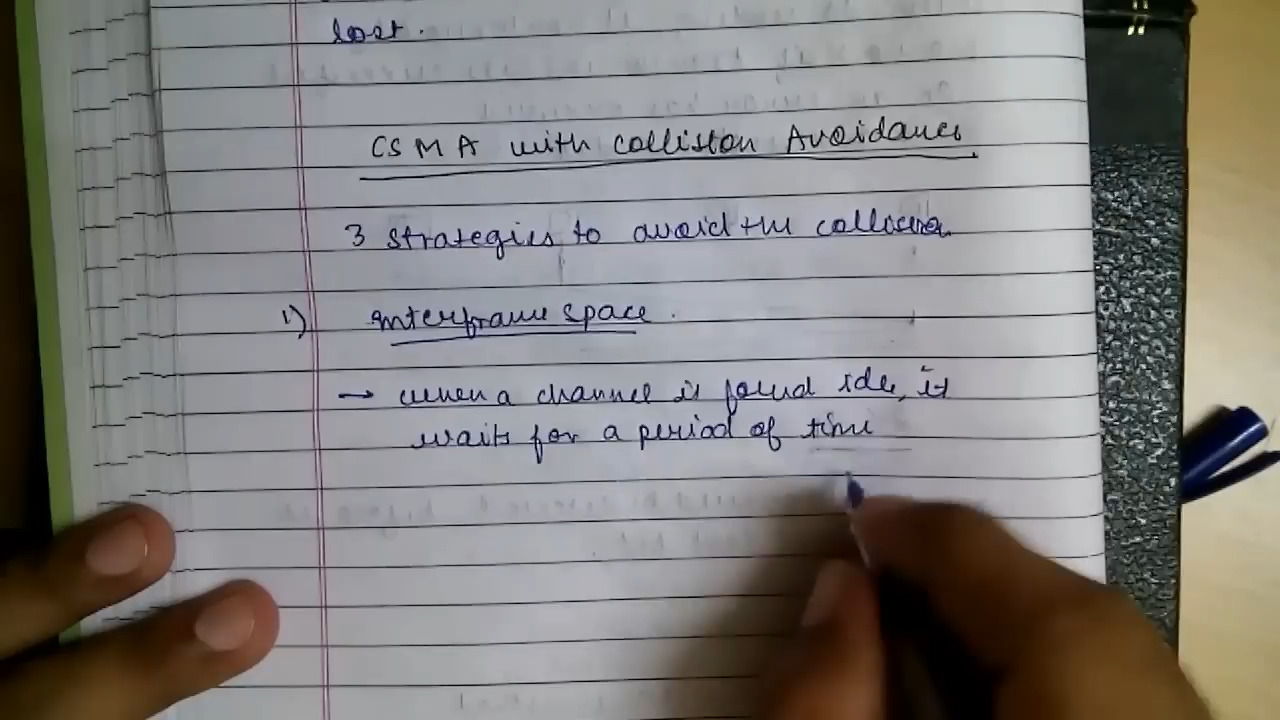 lost.
CSMA with collision Avoidance
3 strategies to avoid the collision
1) interframe space.
→ when a channel is found idle, it
waits for a period of time